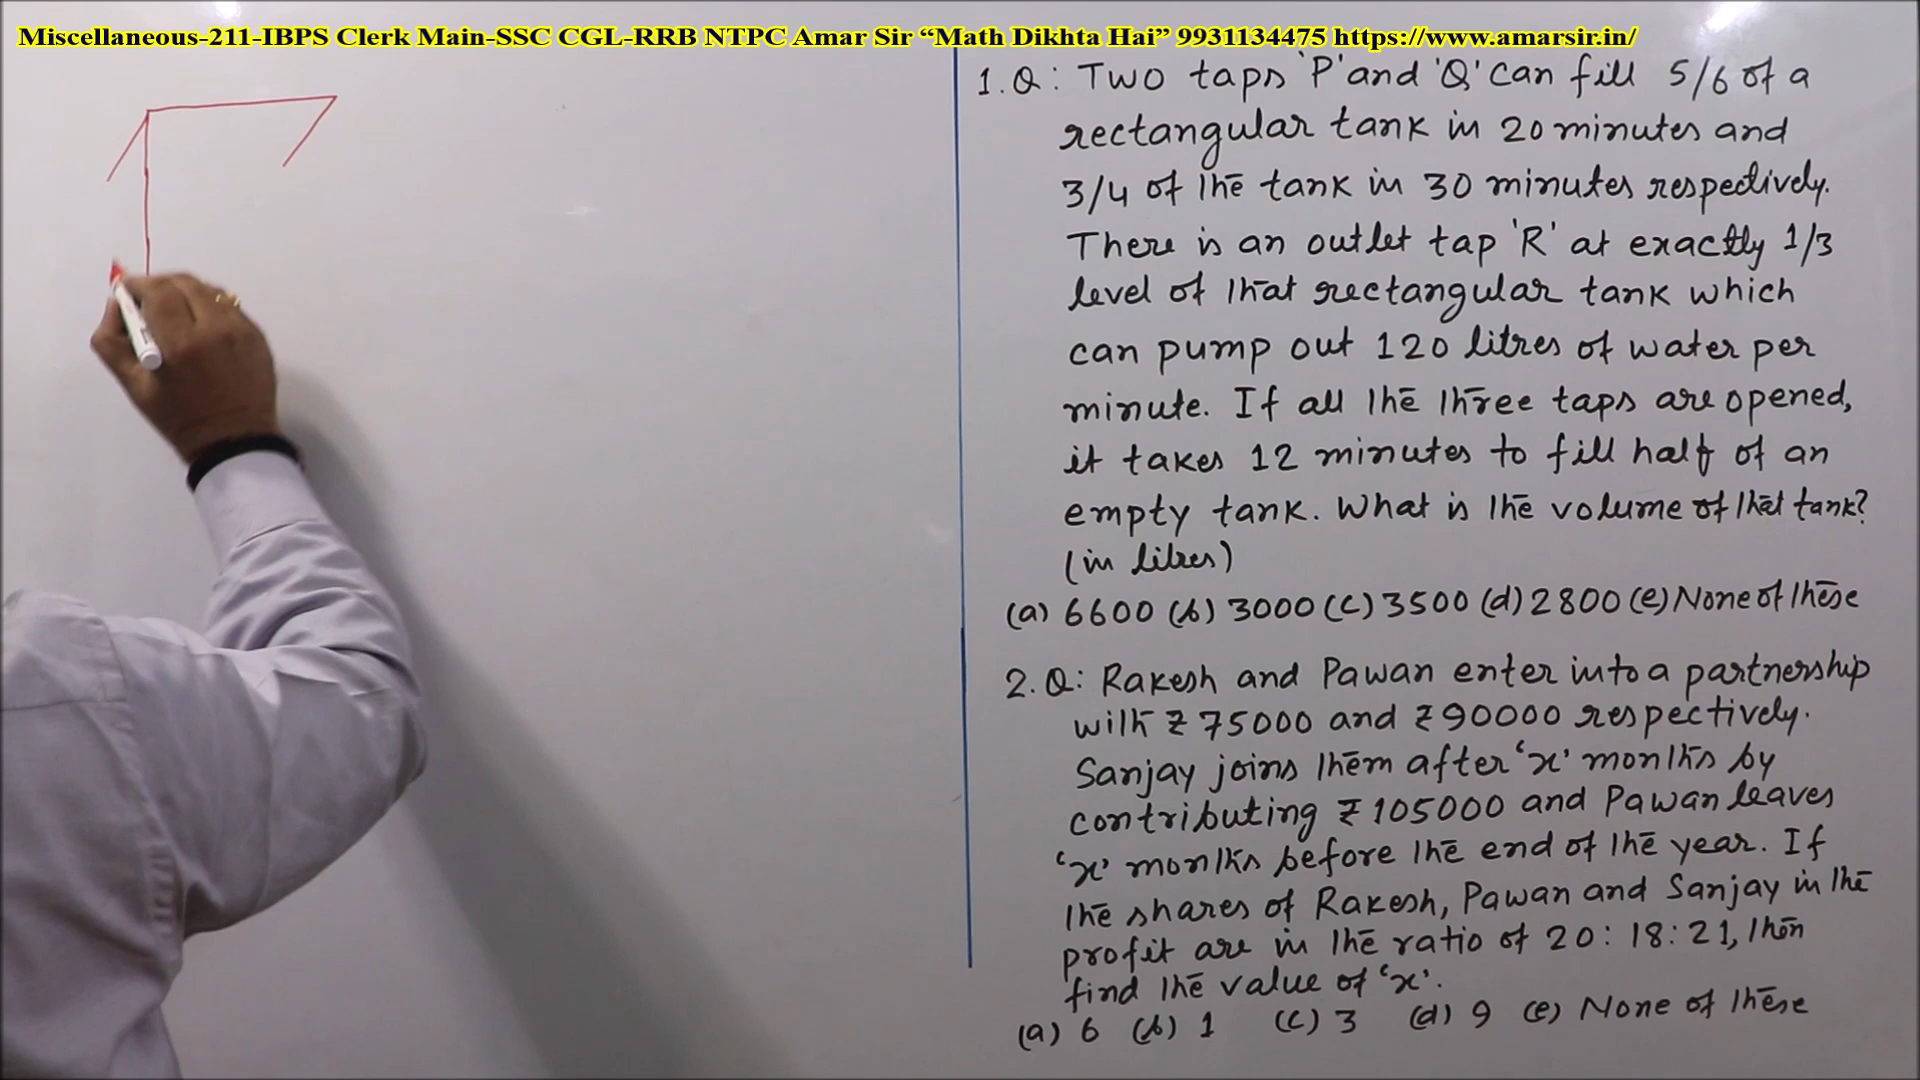 Miscellaneous-211-IBPS Clerk Main-SSC CGL-RRB NTPC Amar Sir “Math Dikhta Hai” 9931134475 https://www.amarsir.in/
1.Q: Two taps 'P' and 'Q' can fill 5/6 of a
rectangular tank in 20 minutes and
3/4 of the tank in 30 minutes respectively.
There is an outlet tap 'R' at exactly 1/3
level of that rectangular tank which
can pump out 120 litres of water per
minute. If all the three taps are opened,
it takes 12 minutes to fill half of an
empty tank. What is the volume of that tank?
(in litres)
(a) 6600 (b) 3000 (c) 3500 (d) 2800 (e) None of these
2.Q: Rakesh and Pawan enter into a partnership
with ₹ 75000 and ₹ 90000 respectively.
Sanjay joins them after 'x' months by
contributing ₹ 105000 and Pawan leaves
'x' months before the end of the year. If
the shares of Rakesh, Pawan and Sanjay in the
profit are in the ratio of 20:18:21, then
find the value of 'x'.
(a) 6 (b) 1 (c) 3 (d) 9 (e) None of these